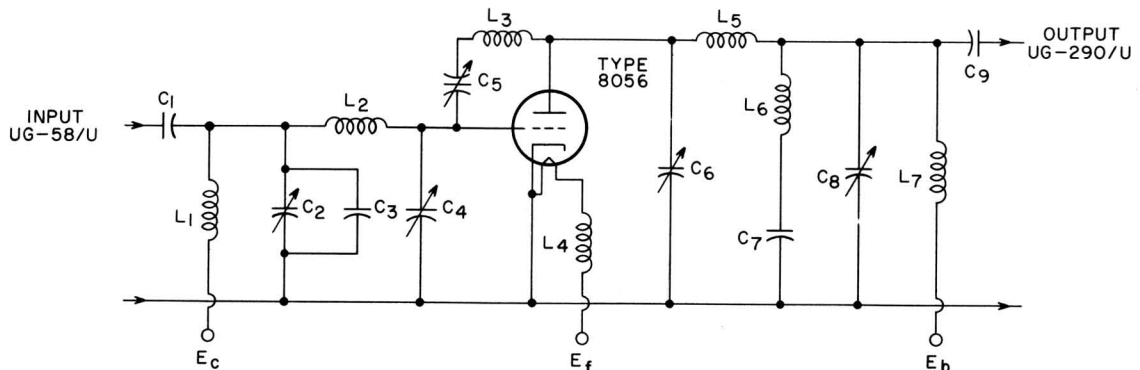 L3
L5
OUTPUT
UG-290/U
TYPE
8056
C5
C9
C1
L2
L6
INPUT
UG-58/U
C6
C8
L7
L1
C2
C3
C4
L4
C7
Ec
Ef
Eb